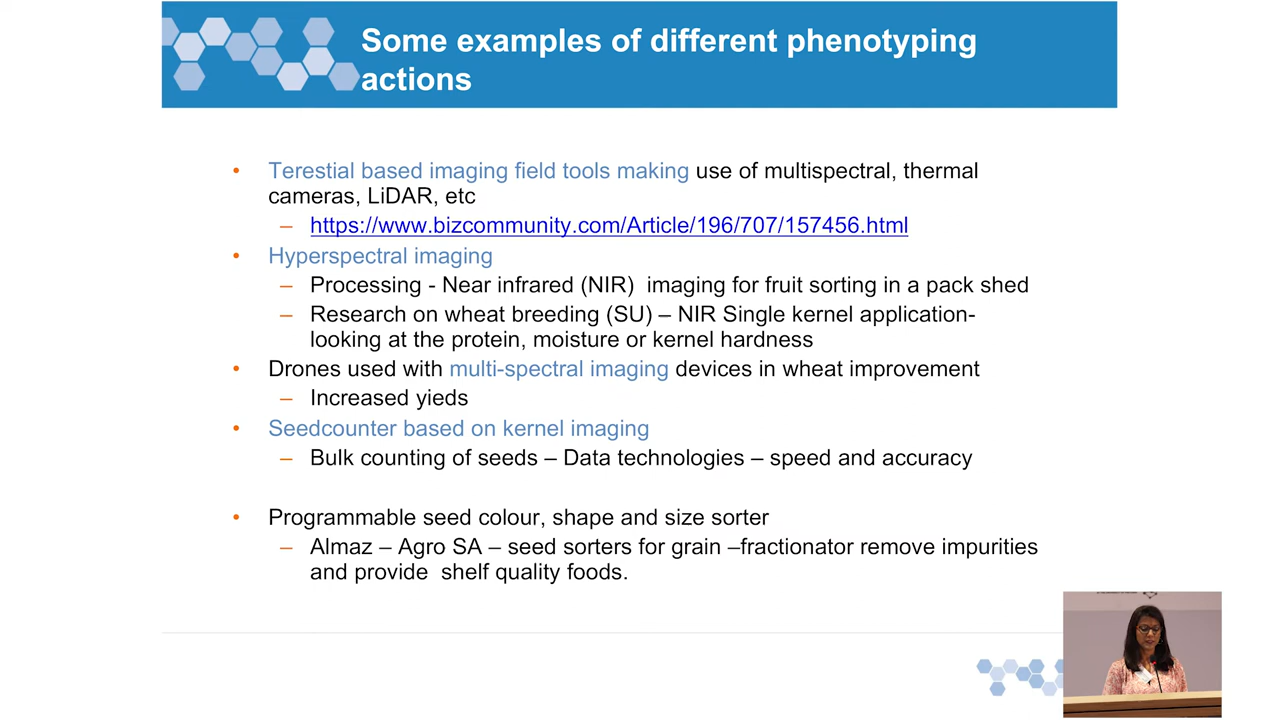 Some examples of different phenotyping
actions
• Terestial based imaging field tools making use of multispectral, thermal
cameras, LiDAR, etc
– https://www.bizcommunity.com/Article/196/707/157456.html
• Hyperspectral imaging
– Processing - Near infrared (NIR) imaging for fruit sorting in a pack shed
– Research on wheat breeding (SU) – NIR Single kernel application-
looking at the protein, moisture or kernel hardness
• Drones used with multi-spectral imaging devices in wheat improvement
– Increased yieds
• Seedcounter based on kernel imaging
– Bulk counting of seeds – Data technologies – speed and accuracy
• Programmable seed colour, shape and size sorter
– Almaz – Agro SA – seed sorters for grain –fractionator remove impurities
and provide shelf quality foods.